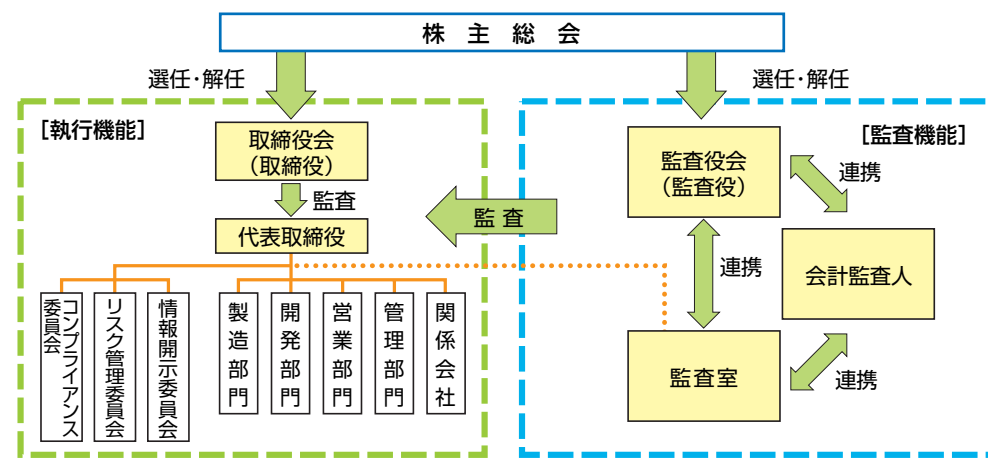 株主総会
選任・解任
選任・解任
[執行機能]
取締役会
(取締役)
監査
代表取締役
コンプライアンス
委員会
リスク管理委員会
情報開示委員会
製造部門
開発部門
営業部門
管理部門
関係会社
監査
[監査機能]
監査役会
(監査役)
連携
連携
会計監査人
監査室
連携